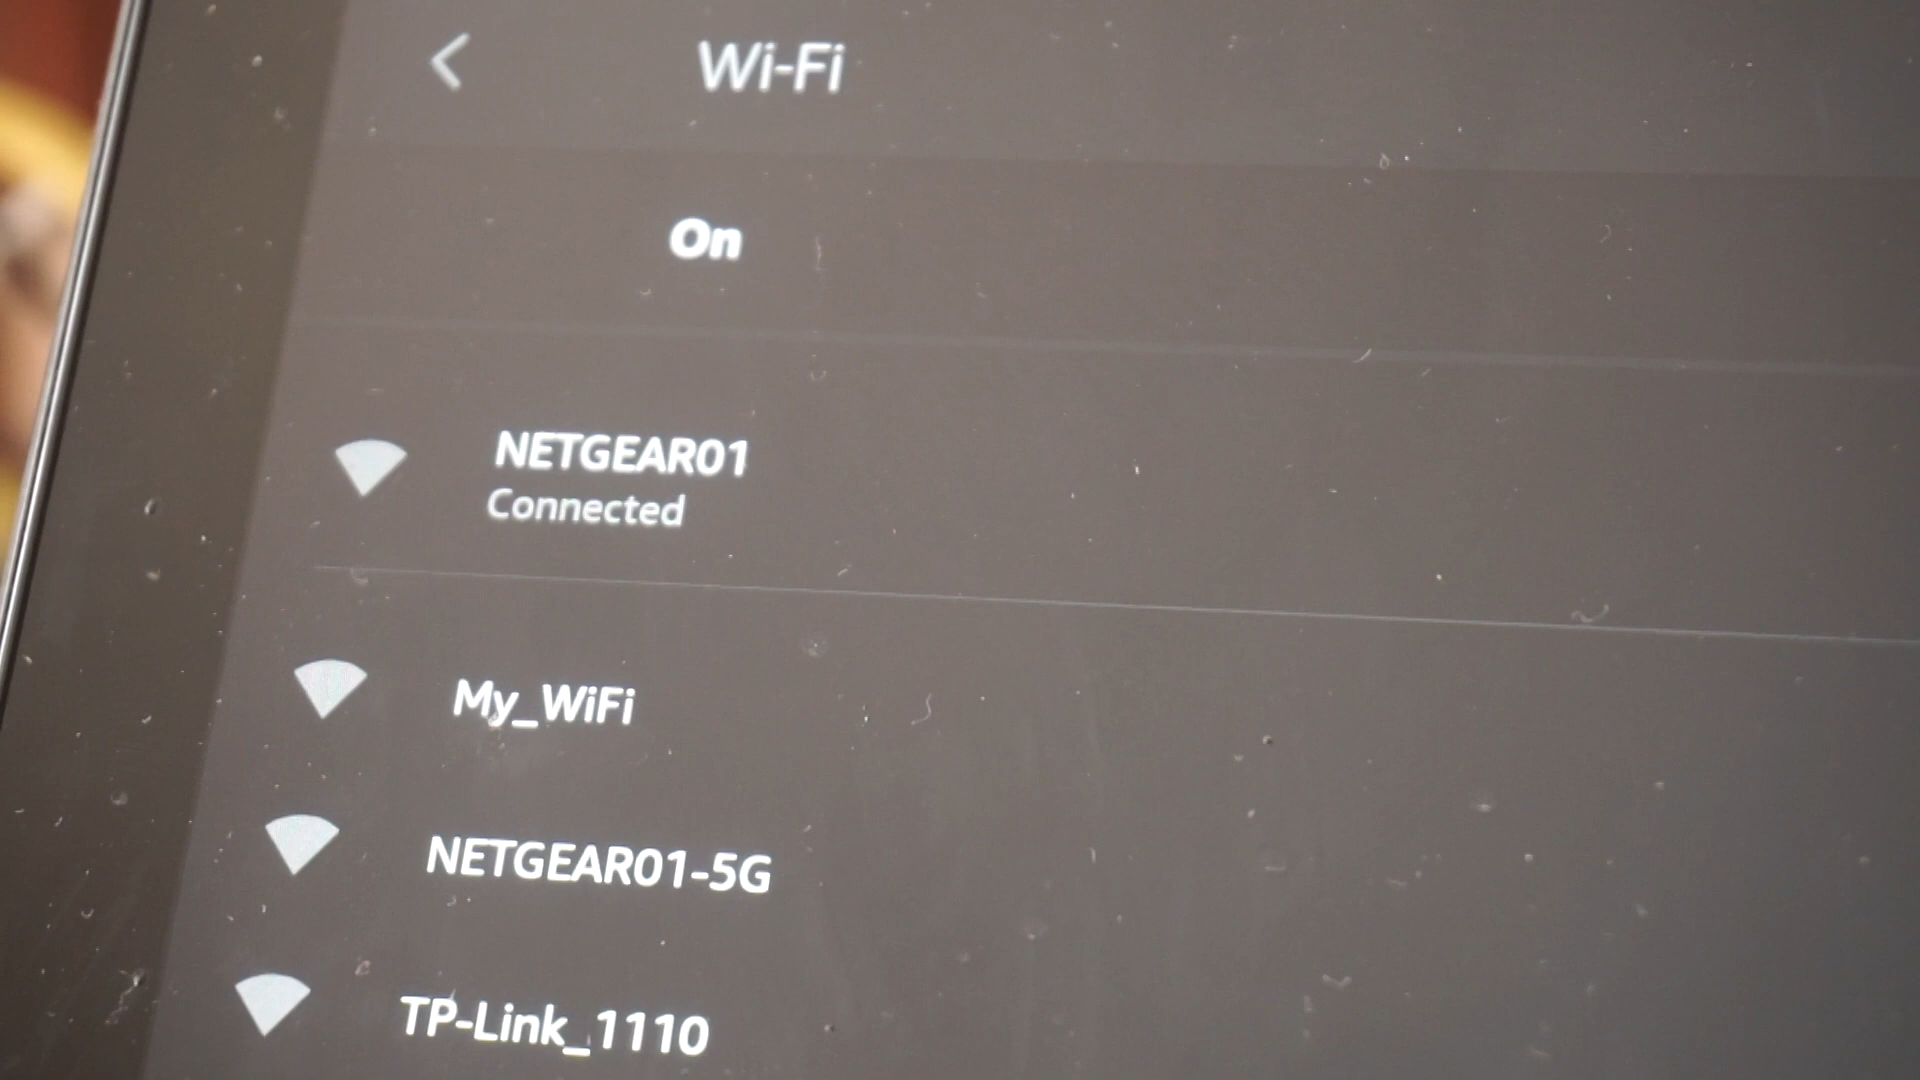 Wi-Fi
On
NETGEAR01
Connected
My_WiFi
NETGEAR01-5G
TP-Link_1110